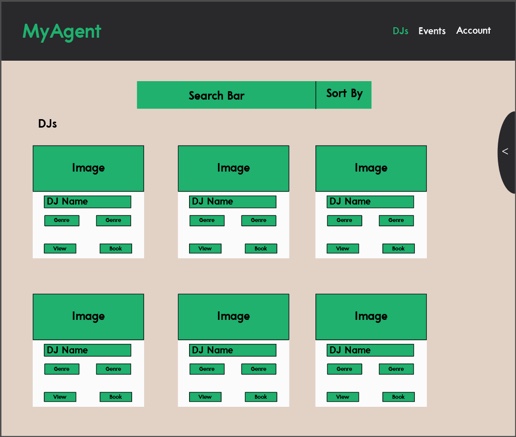 MyAgent
DJs Events Account
Search Bar Sort By
DJs
<
Image Image Image
DJ Name DJ Name DJ Name
Genre Genre Genre Genre Genre Genre
View Book View Book View Book
Image Image Image
DJ Name DJ Name DJ Name
Genre Genre Genre Genre Genre Genre
View Book View Book View Book